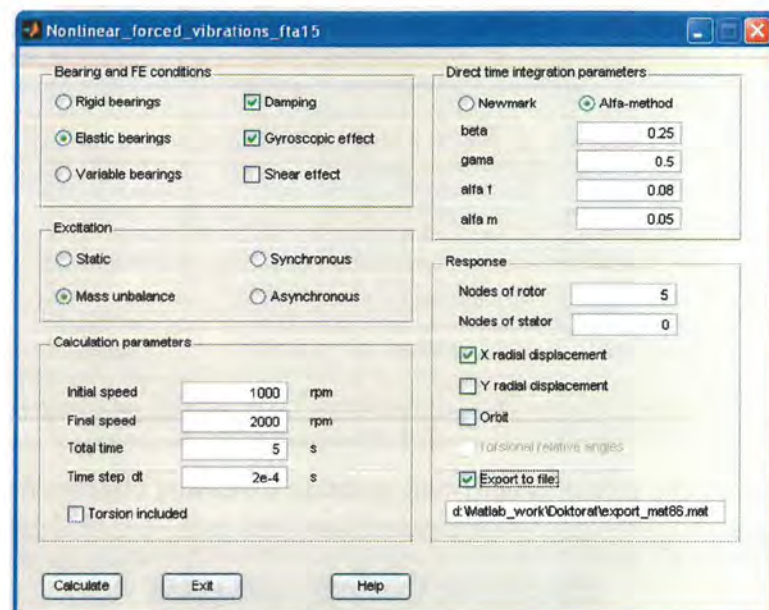 Nonlinear_forced_vibrations_fta15
Bearing and FE conditions
Rigid bearings
Damping
Elastic bearings
Gyroscopic effect
Variable bearings
Shear effect
Excitation
Static
Synchronous
Mass unbalance
Asynchronous
Calculation parameters
Initial speed 1000 rpm
Final speed 2000 rpm
Total time 5 s
Time step dt 2e-4 s
Torsion included
Direct time integration parameters
Newmark
Alfa-method
beta 0.25
gama 0.5
alfa f 0.08
alfa m 0.05
Response
Nodes of rotor 5
Nodes of stator 0
X radial displacement
Y radial displacement
Orbit
Torsional relative angles
Export to file:
d:\Matlab_work\Doktorat\export_mat86.mat
Calculate
Exit
Help